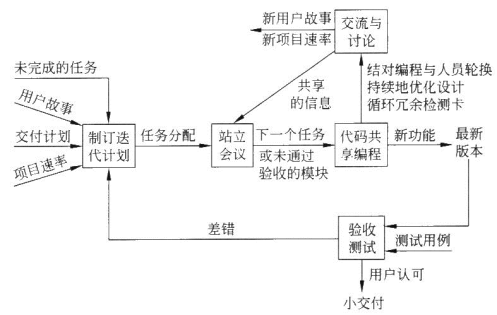 新用户故事
新项目速率
交流与
讨论
未完成的任务
用户故事
交付计划
项目速率
制订迭
代计划
任务分配
站立
会议
共享
的信息
下一个任务
或未通过
验收的模块
结对编程与人员轮换
持续地优化设计
循环冗余检测卡
代码共
享编程
新功能
最新
版本
差错
验收
测试
测试用例
用户认可
小交付